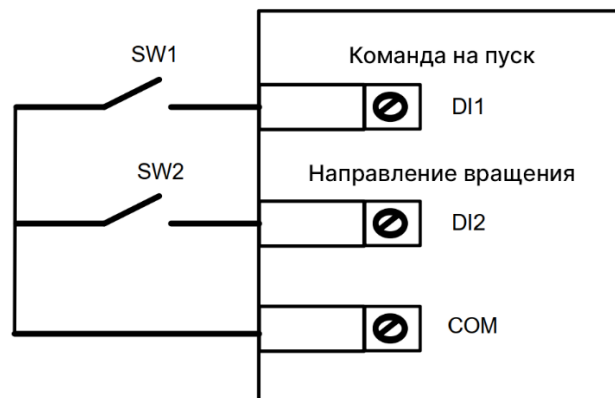 SW1
Команда на пуск
DI1
SW2
Направление вращения
DI2
COM